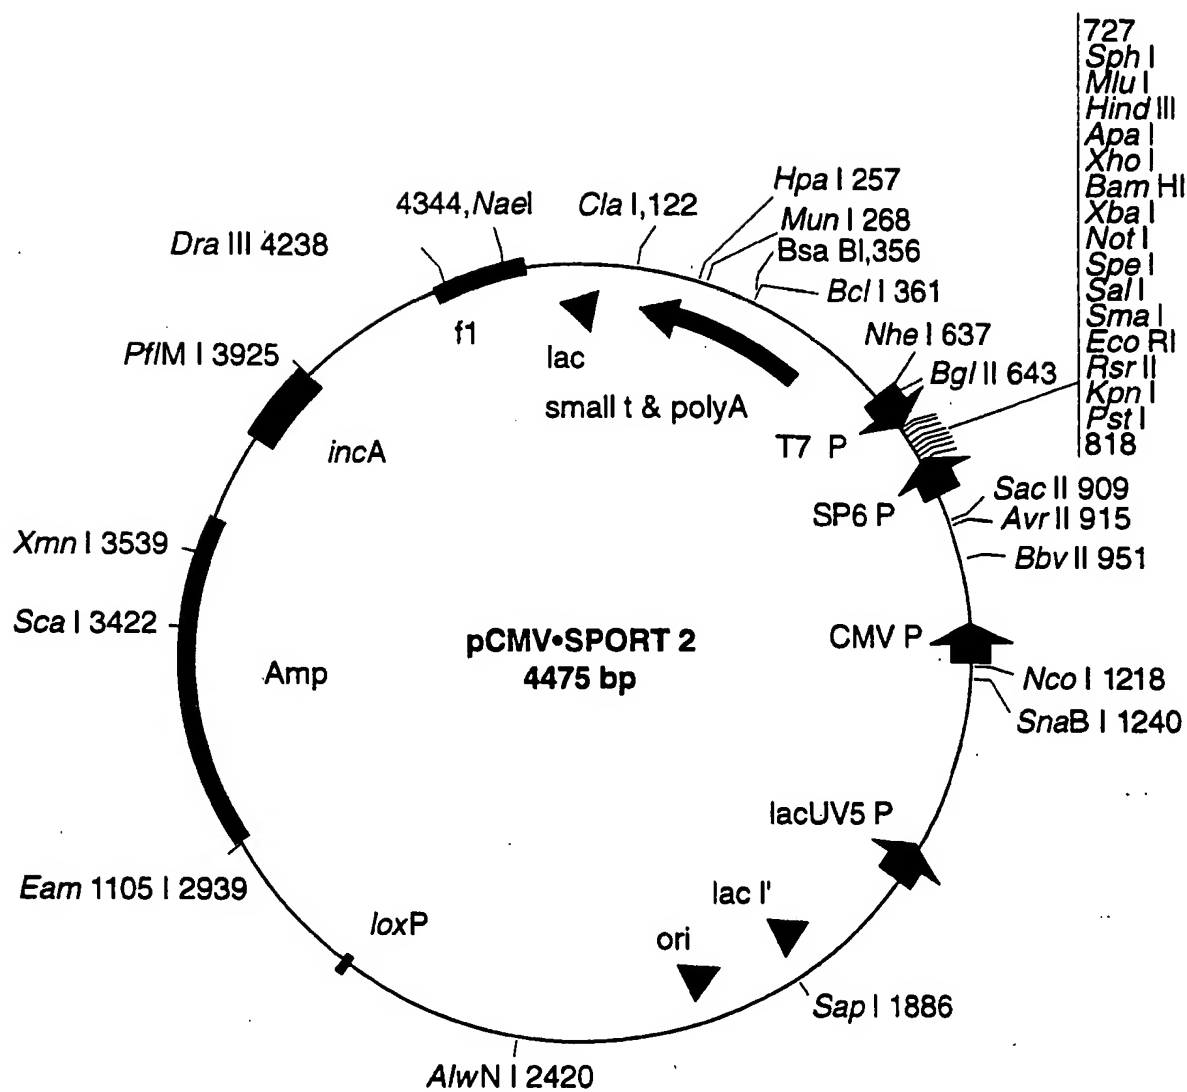 727
Sph I
Mlu I
Hind III
Apa I
Xho I
Bam HI
Xba I
Not I
Spe I
Sal I
Sma I
Eco RI
Rsr II
Kpn I
Pst I
818
Hpa I 257
4344,NaeI
Cla I,122
Mun I 268
Dra III 4238
Bsa BI,356
Bcl I 361
f1
Nhe I 637
PflM I 3925
lac
Bgl II 643
small t & polyA
T7 P
incA
Sac II 909
SP6 P
Avr II 915
Xmn I 3539
Bbv II 951
Sca I 3422
pCMV•SPORT 2
CMV P
Amp
4475 bp
Nco I 1218
SnaB I 1240
lacUV5 P
Eam 1105 I 2939
lac I'
loxP
ori
Sap I 1886
AlwN I 2420